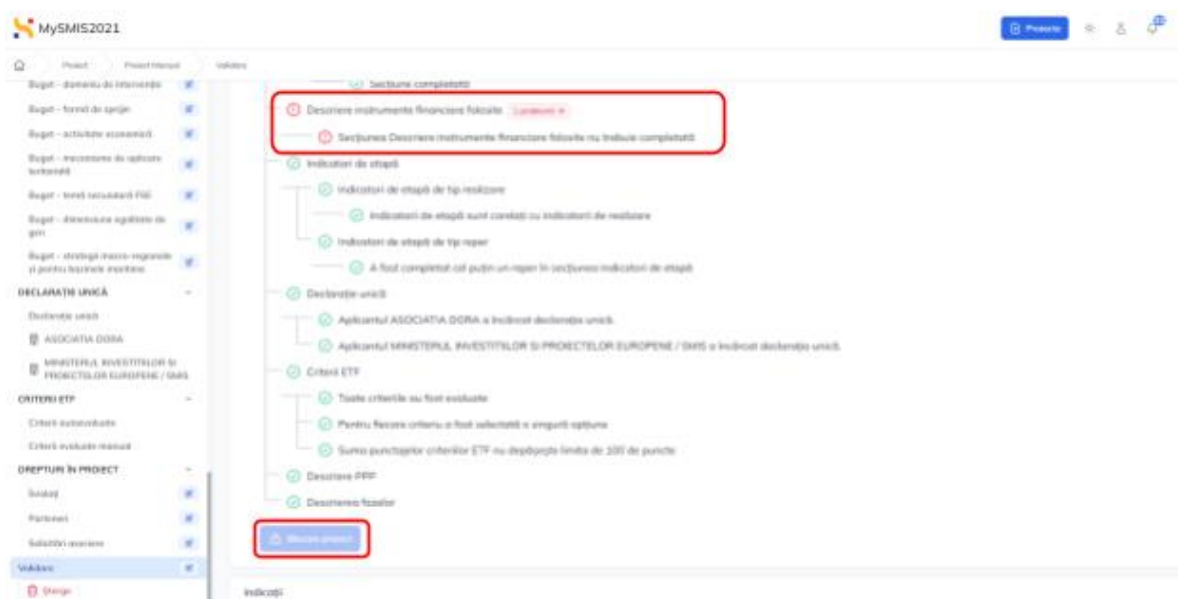 MySMIS2021
Proiecte
Proiect
Validare
Buget - domeniu de intervenție
Buget - formă de sprijin
Buget - activitate economică
Buget - mecanisme de aplicare
teritorială
Buget - temă secundară FSE
Buget - dimensiune egalitate de
gen
Buget - strategii macro-regionale
și pentru bazinele maritime
DECLARAȚIE UNICĂ
Declarație unică
ASOCIATIA DORA
MINISTERUL INVESTITIILOR SI
PROIECTELOR EUROPENE / SMIS
CRITERII ETF
Criterii autoevaluate
Criterii evaluate manual
DREPTURI ÎN PROIECT
Invitați
Parteneri
Solicitări asociere
Validare
Șterge
Secțiune completată
Descriere instrumente financiare folosite
Secțiunea Descriere instrumente financiare folosite nu trebuie completată
Indicatori de etapă
Indicatori de etapă de tip realizare
Indicatorii de etapă sunt corelați cu indicatorii de realizare
Indicatori de etapă de tip reper
A fost completat cel puțin un reper în secțiunea indicatori de etapă
Declarație unică
Aplicantul ASOCIATIA DORA a încărcat declarația unică.
Aplicantul MINISTERUL INVESTITIILOR SI PROIECTELOR EUROPENE / SMIS a încărcat declarația unică.
Criterii ETF
Toate criteriile au fost evaluate
Pentru fiecare criteriu a fost selectată o singură opțiune
Suma punctajelor criteriilor ETF nu depășește limita de 100 de puncte
Descriere PPP
Descrierea fazelor
Blocare proiect
Indicații